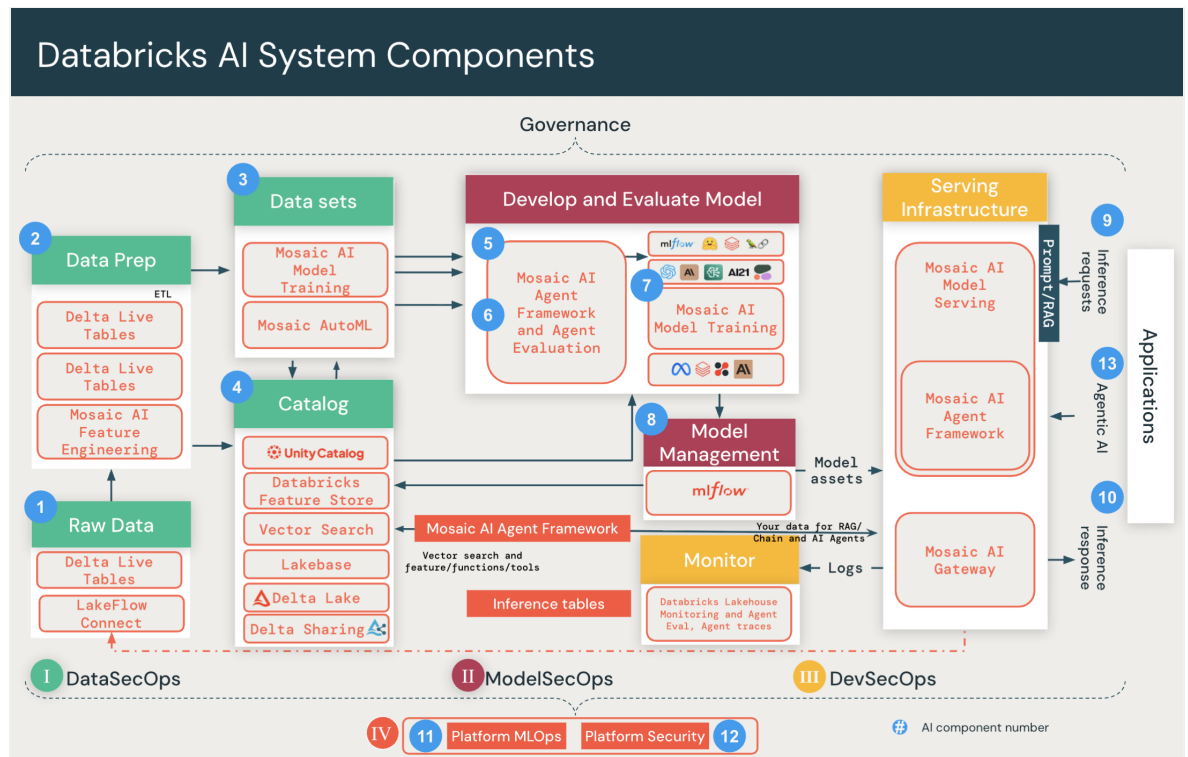 Databricks AI System Components
Governance
2
Data Prep
ETL
Delta Live
Tables
Delta Live
Tables
Mosaic AI
Feature
Engineering
1
Raw Data
Delta Live
Tables
LakeFlow
Connect
3
Data sets
Mosaic AI
Model
Training
Mosaic AutoML
4
Catalog
Unity Catalog
Databricks
Feature Store
Vector Search
Lakebase
Delta Lake
Delta Sharing
Develop and Evaluate Model
5
6
Mosaic AI
Agent
Framework
and Agent
Evaluation
mlflow
AI21
7
Mosaic AI
Model Training
8
Model
Management
mlflow
Model
assets
Mosaic AI Agent Framework
Your data for RAG/
Chain and AI Agents
Vector search and
feature/functions/tools
Inference tables
Monitor
Logs
Databricks Lakehouse
Monitoring and Agent
Eval, Agent traces
Serving
Infrastructure
Mosaic AI
Model
Serving
Prompt/RAG
Mosaic AI
Agent
Framework
Mosaic AI
Gateway
9
Inference
requests
13
Agentic AI
10
Inference
response
Applications
I DataSecOps
II ModelSecOps
III DevSecOps
IV 11 Platform MLOps Platform Security 12
# AI component number